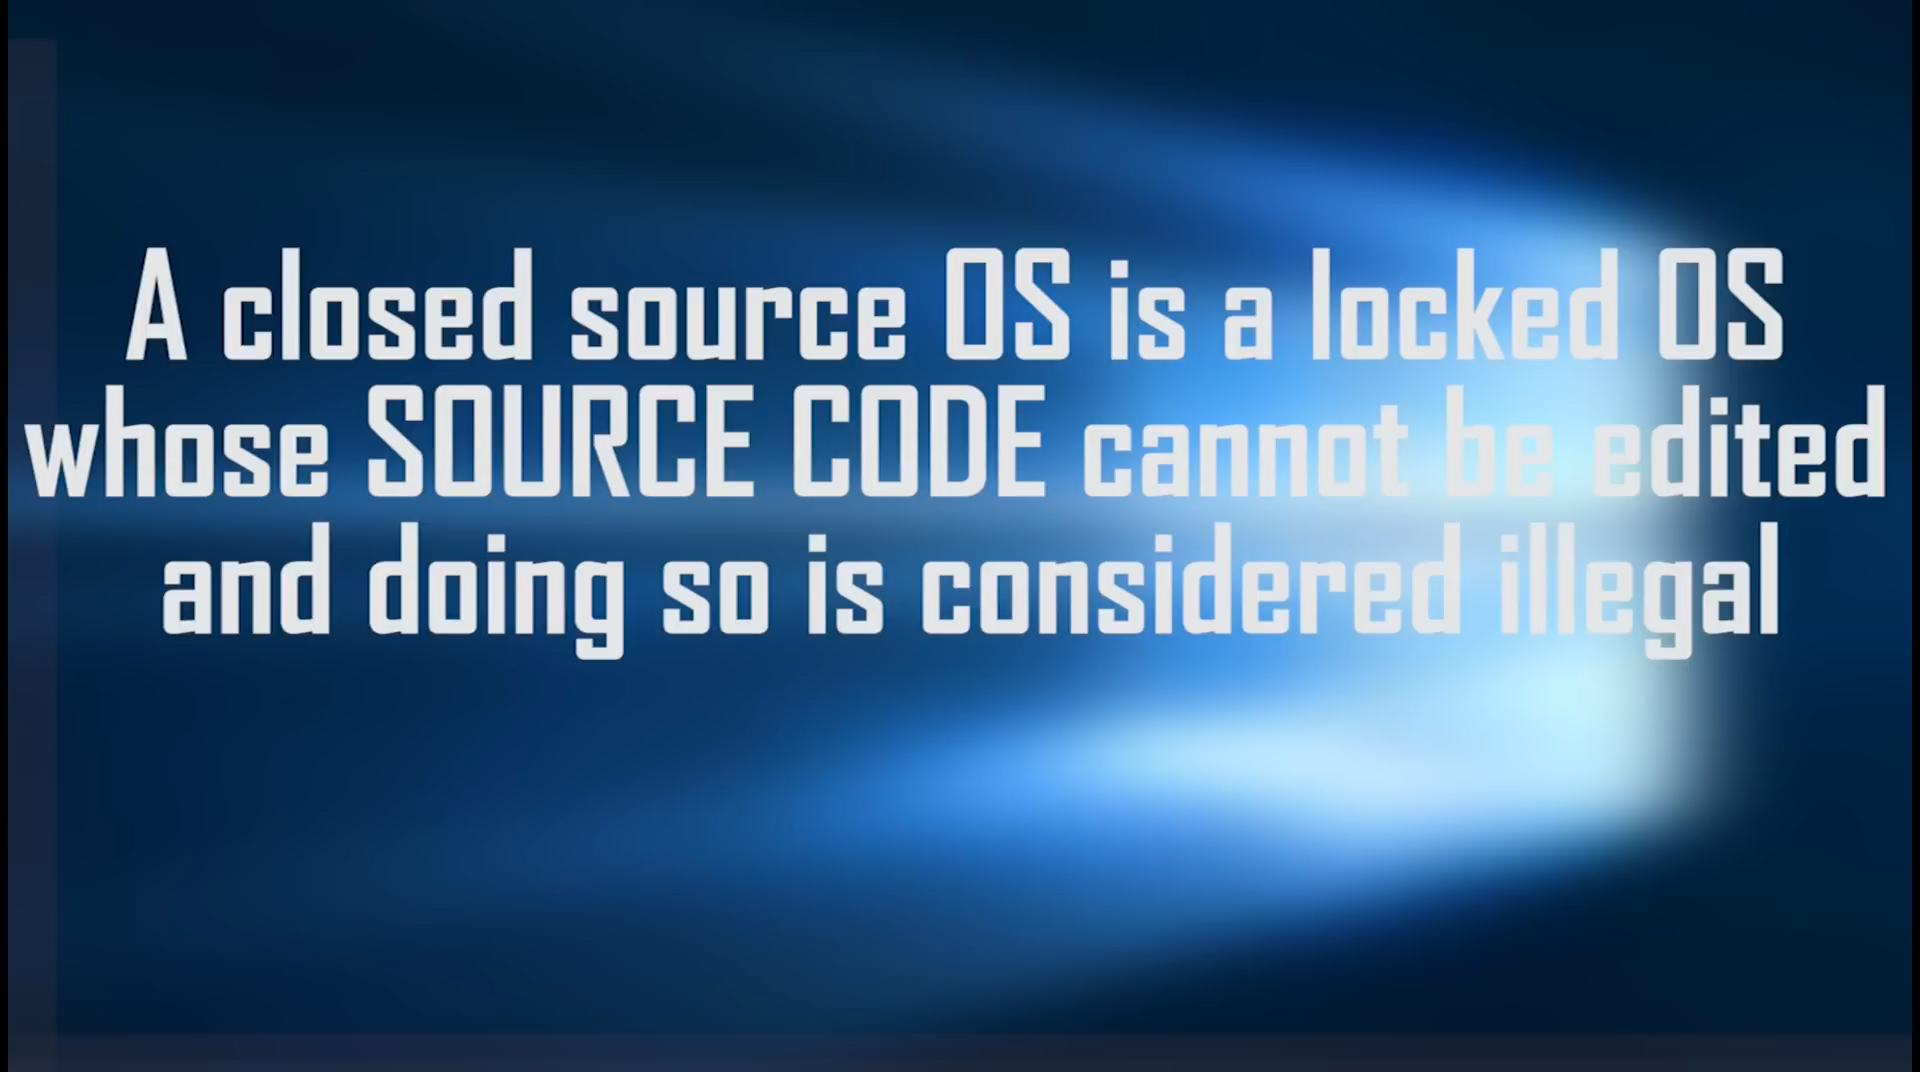 A closed source OS is a locked OS
whose SOURCE CODE cannot be edited
and doing so is considered illegal